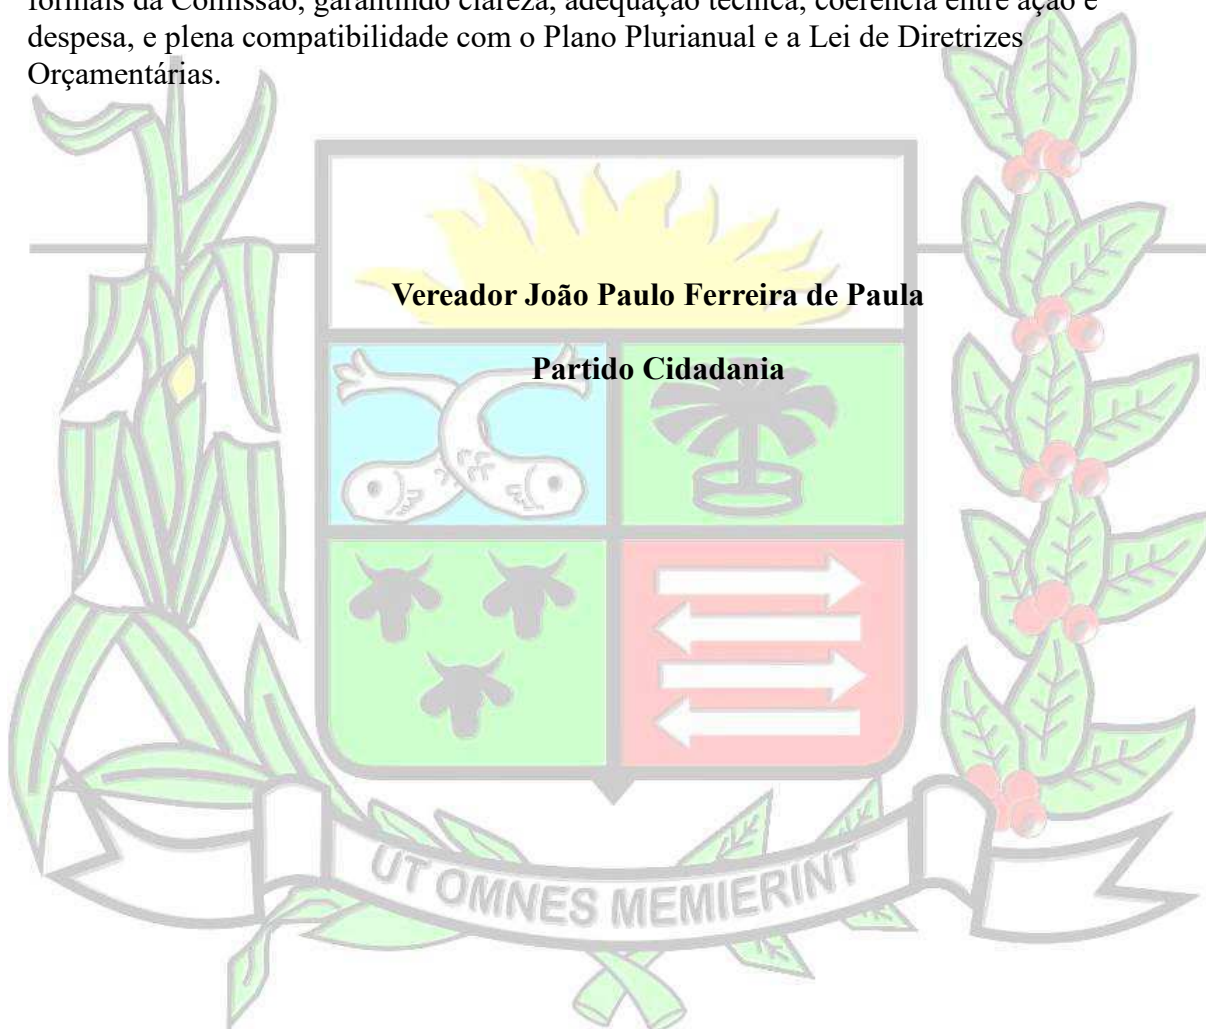 formais da Comissão, garantindo clareza, adequação técnica, coerência entre ação e
despesa, e plena compatibilidade com o Plano Plurianual e a Lei de Diretrizes
Orçamentárias.
Vereador João Paulo Ferreira de Paula
Partido Cidadania
UT OMNES MEMIERINT